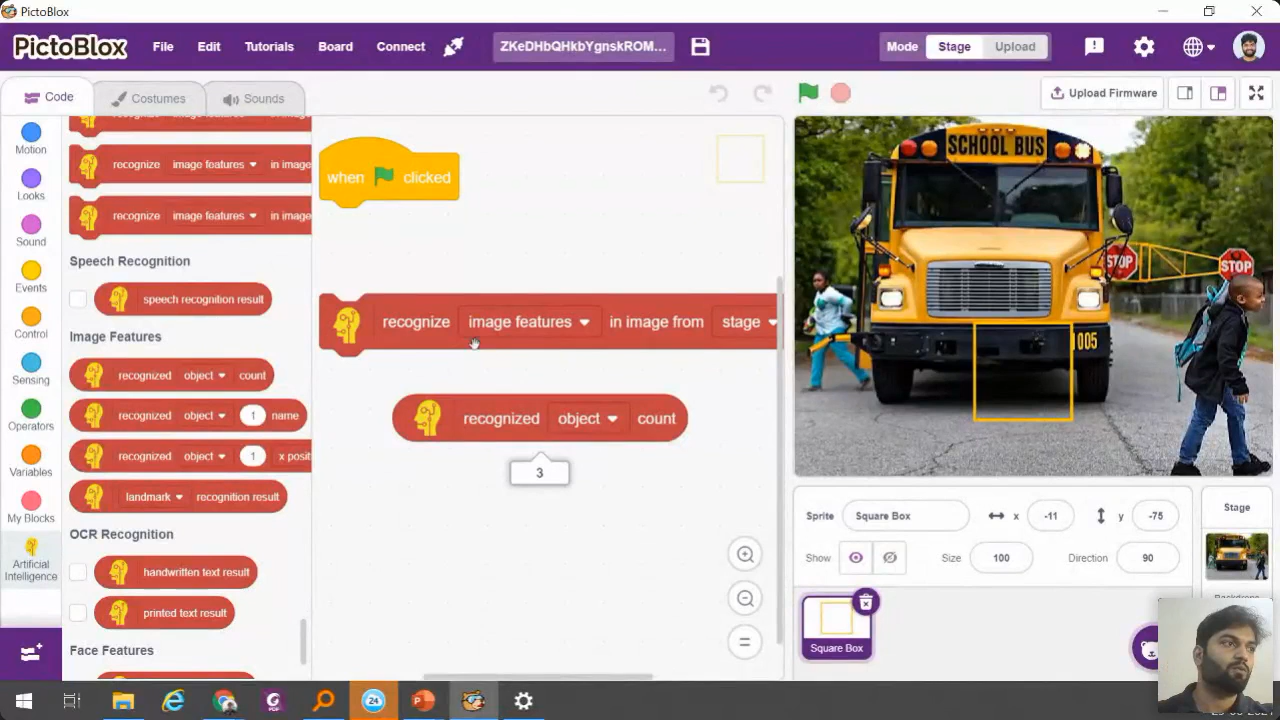 PictoBlox
PictoBlox File Edit Tutorials Board Connect ZKeDHbQHkbYgnskROM... Mode Stage Upload
Code Costumes Sounds Upload Firmware
Motion
Looks
Sound
Events
Control
Sensing
Operators
Variables
My Blocks
Artificial
Intelligence
recognize image features in image
recognize image features in image
Speech Recognition
speech recognition result
Image Features
recognized object count
recognized object 1 name
recognized object 1 x posit
landmark recognition result
OCR Recognition
handwritten text result
printed text result
Face Features
when clicked
recognize image features in image from stage
recognized object count
3
SCHOOL BUS
STOP
STOP
1005
Sprite Square Box x -11 y -75
Show Size 100 Direction 90
Square Box
Stage
24